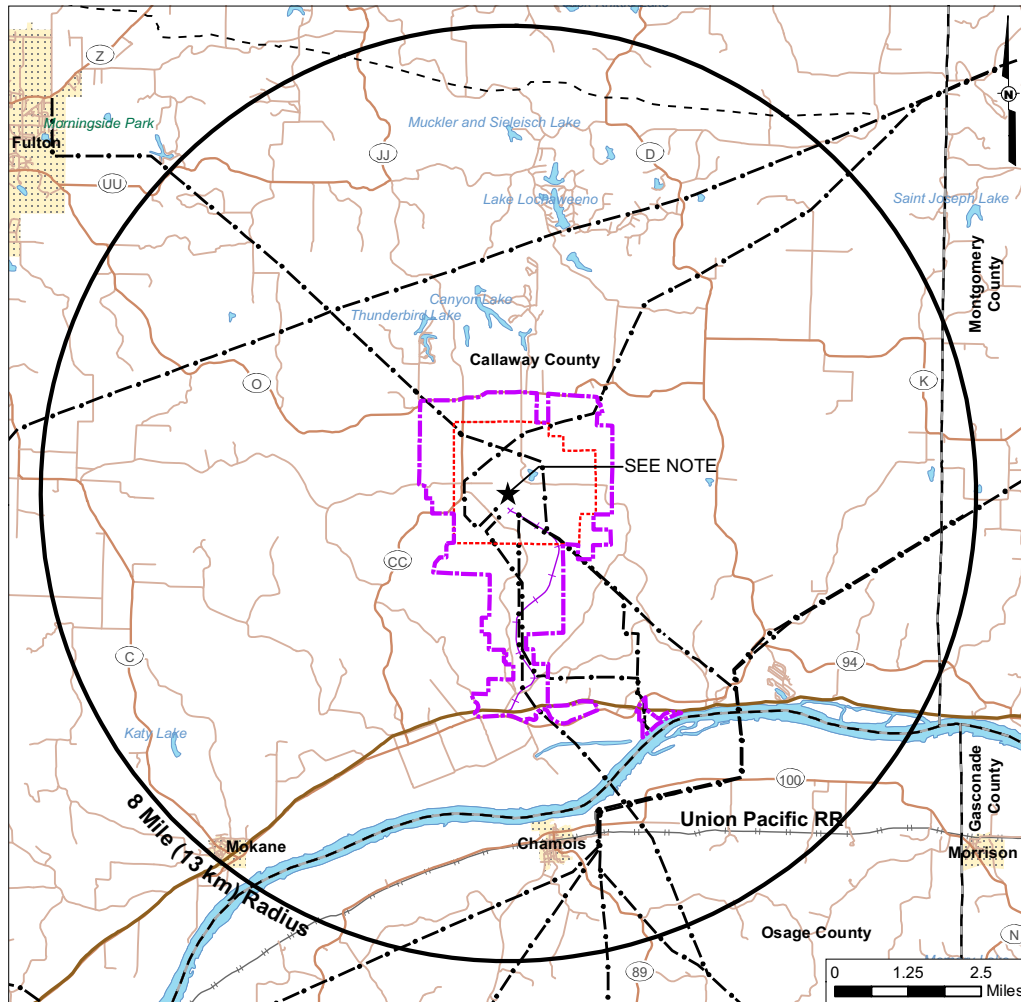 Z
N
Morningside Park
Fulton
Muckler and Sieleisch Lake
JJ
D
UU
Lake Lochaweeno
Saint Joseph Lake
Montgomery
County
Canyon Lake
Thunderbird Lake
Callaway County
O
K
SEE NOTE
CC
C
94
Katy Lake
100
Gasconade
County
8 Mile (13 km) Radius
Union Pacific RR
Mokane
Chamois
Morrison
Osage County
N
89
0 1.25 2.5
Miles